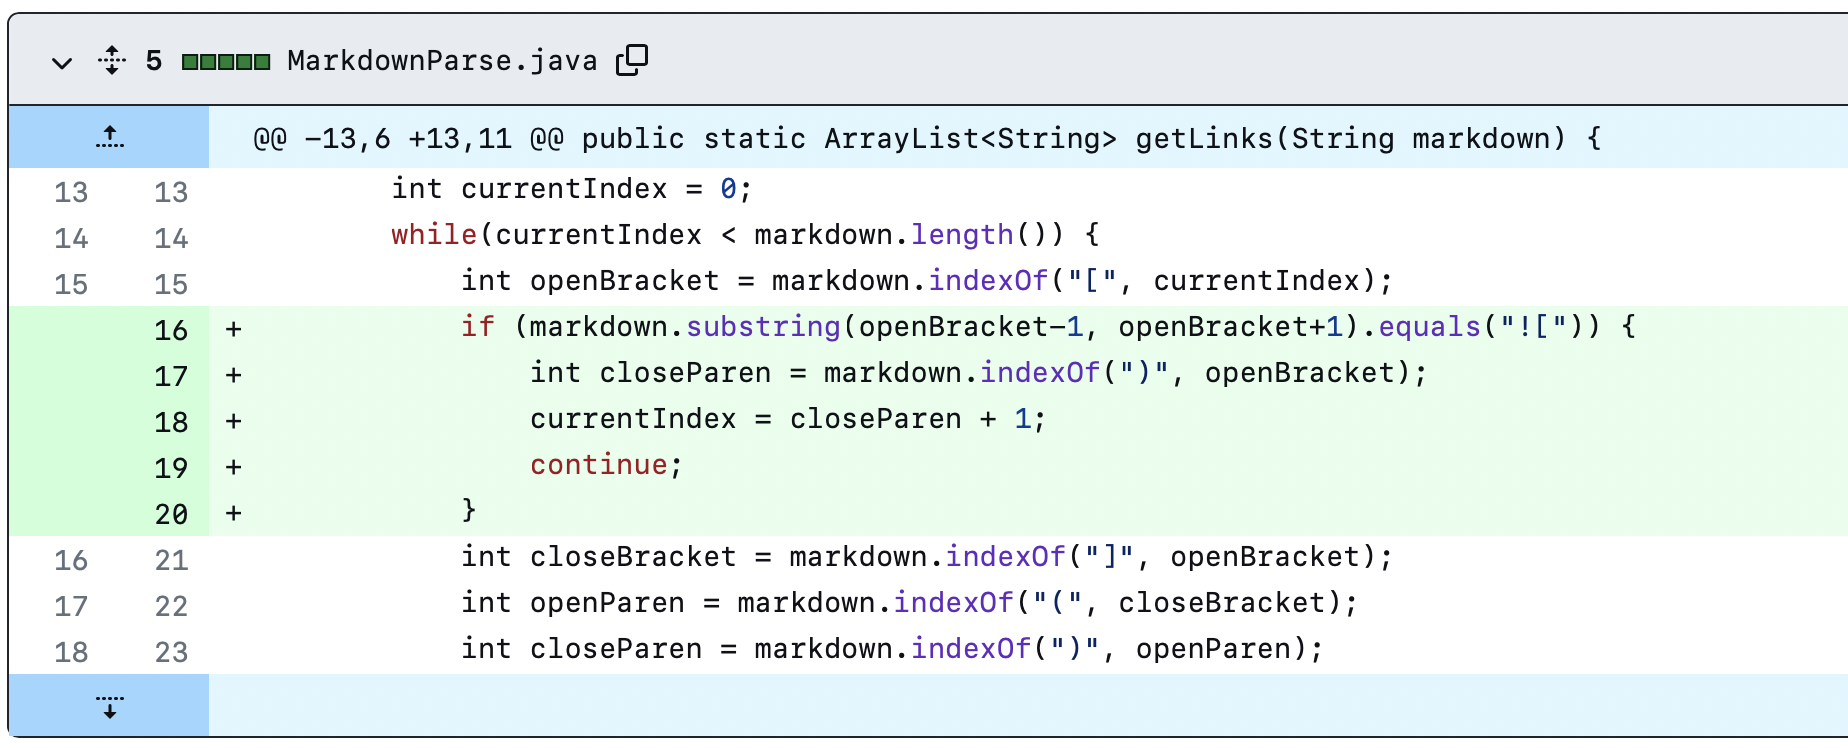 5 MarkdownParse.java
@@ -13,6 +13,11 @@ public static ArrayList<String> getLinks(String markdown) {
13 13 int currentIndex = 0;
14 14 while(currentIndex < markdown.length()) {
15 15 int openBracket = markdown.indexOf("[", currentIndex);
16 + if (markdown.substring(openBracket-1, openBracket+1).equals("![")) {
17 + int closeParen = markdown.indexOf(")", openBracket);
18 + currentIndex = closeParen + 1;
19 + continue;
20 + }
16 21 int closeBracket = markdown.indexOf("]", openBracket);
17 22 int openParen = markdown.indexOf("(", closeBracket);
18 23 int closeParen = markdown.indexOf(")", openParen);